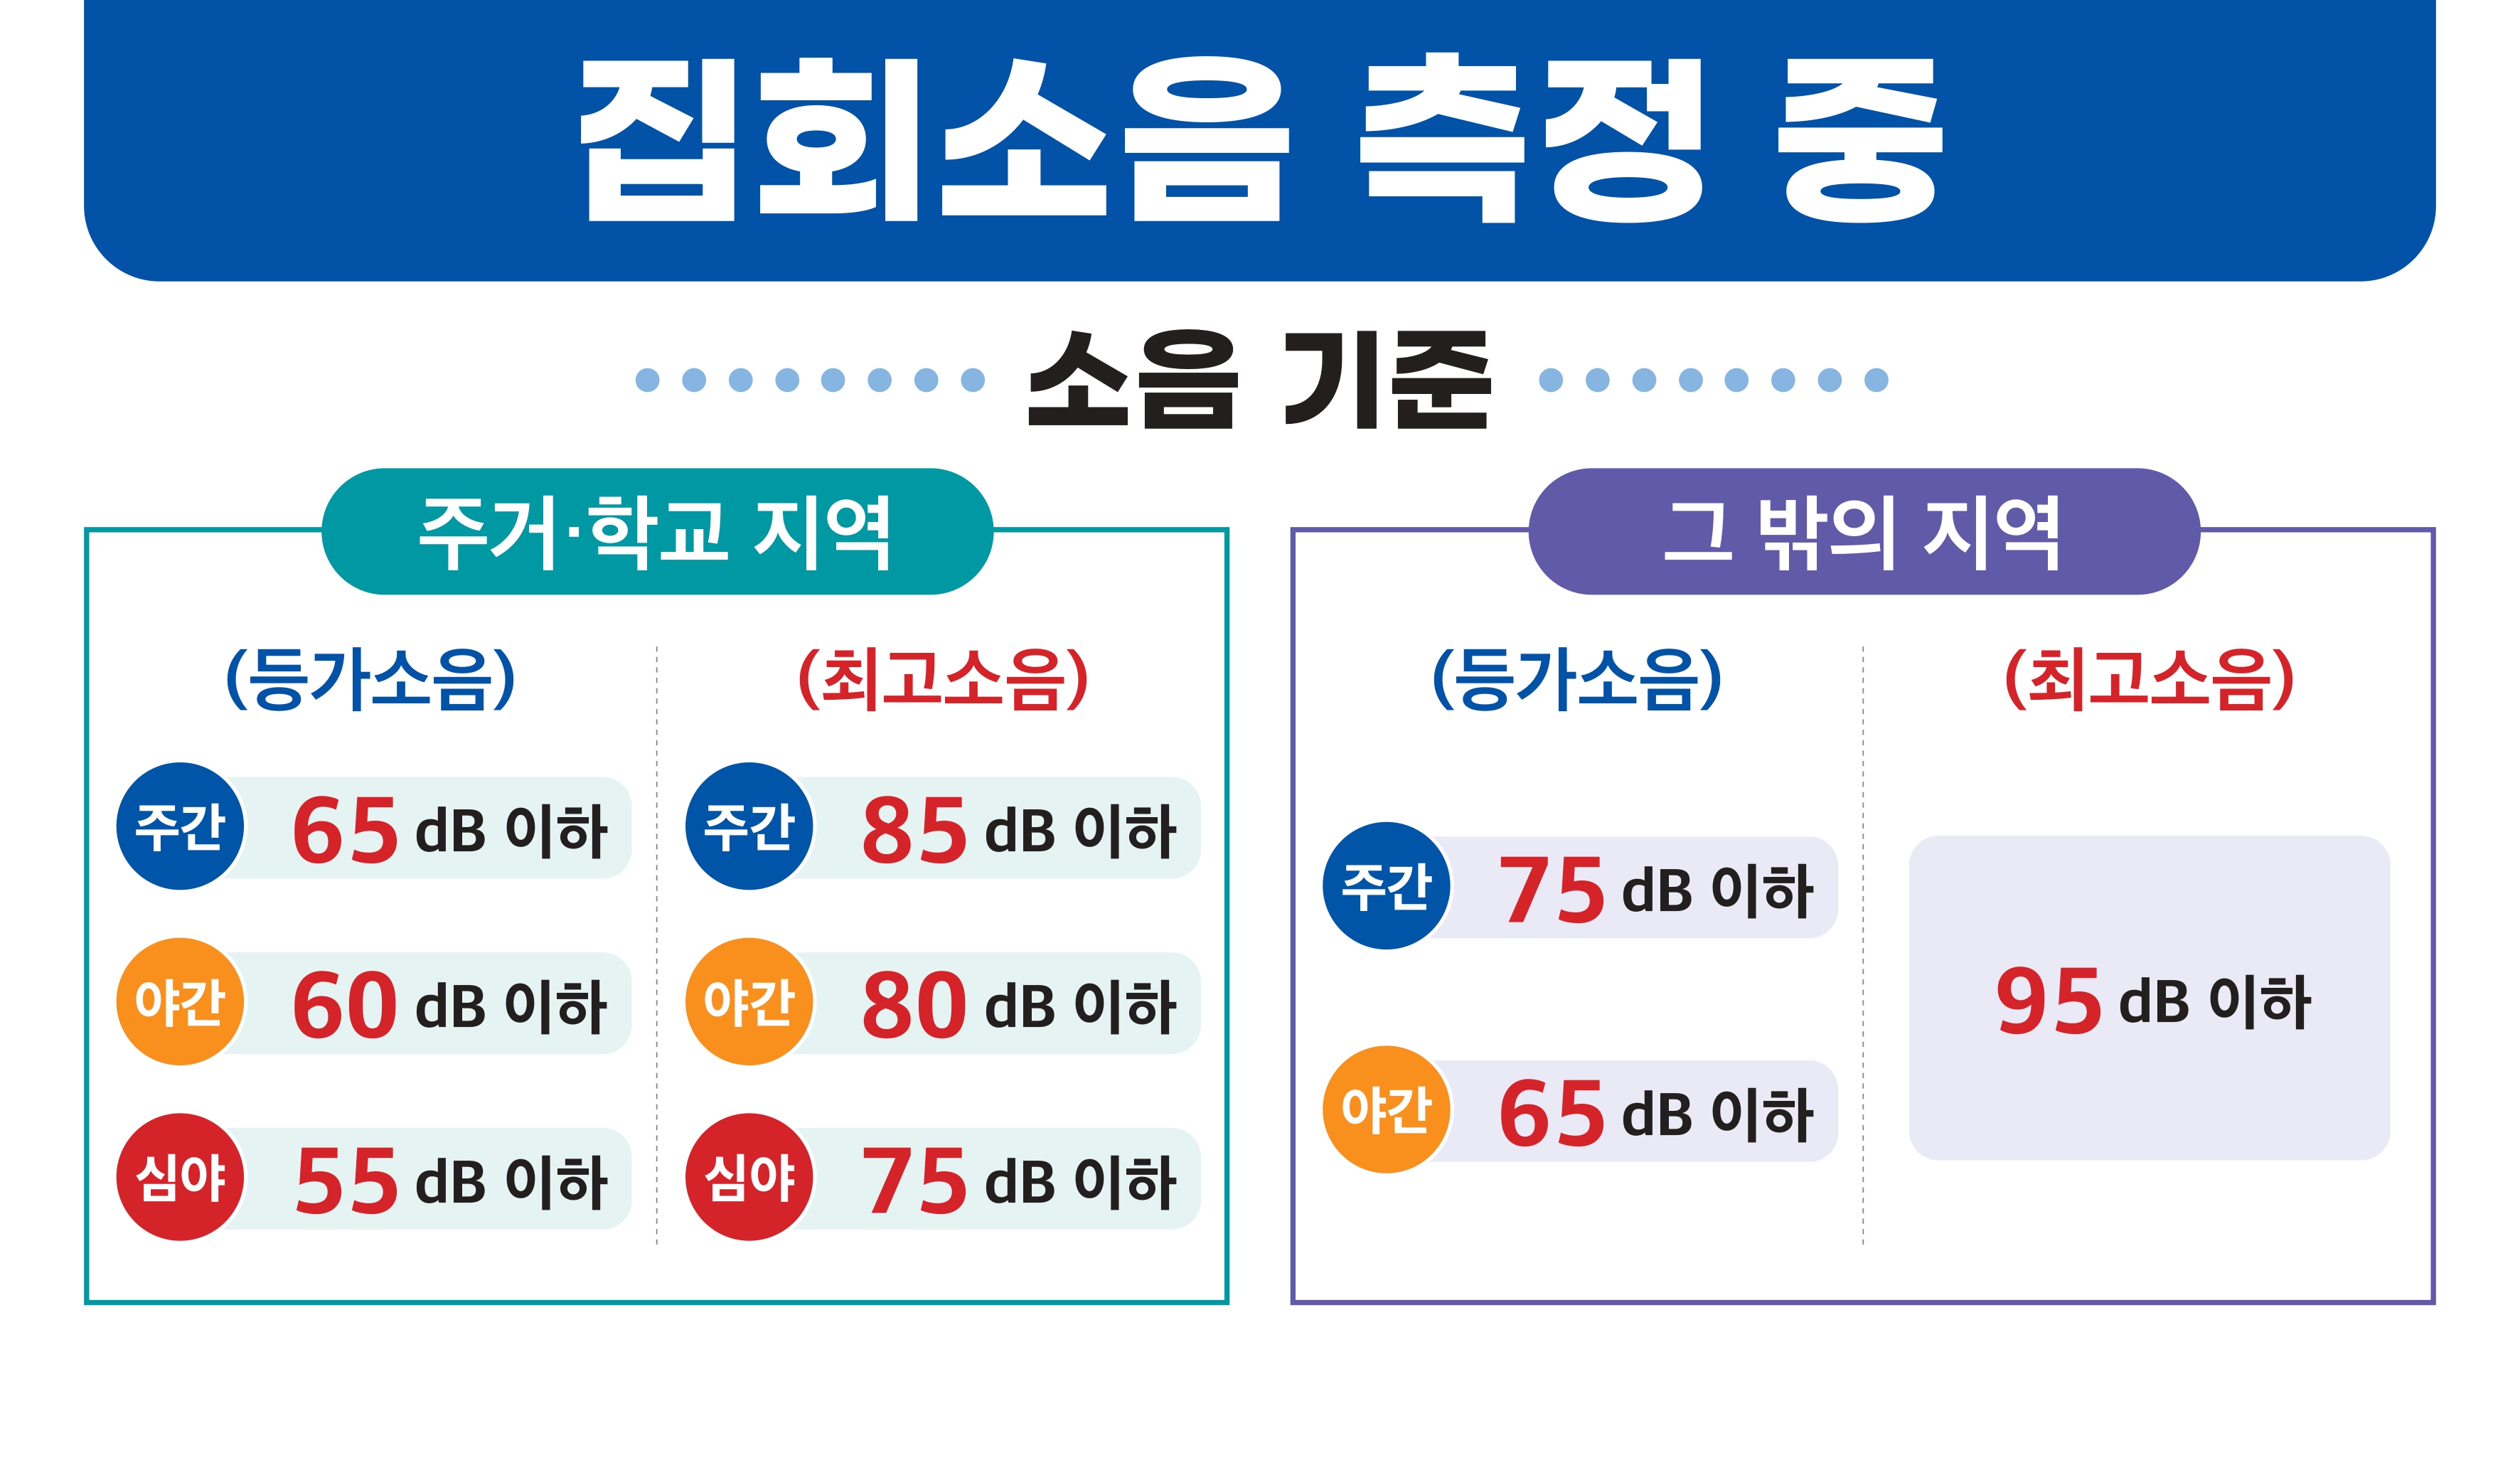 집회소음 측정 중
소음 기준
주거·학교 지역
(등가소음)
주간 65 dB 이하
야간 60 dB 이하
심야 55 dB 이하
(최고소음)
주간 85 dB 이하
야간 80 dB 이하
심야 75 dB 이하
그 밖의 지역
(등가소음)
주간 75 dB 이하
야간 65 dB 이하
(최고소음)
95 dB 이하